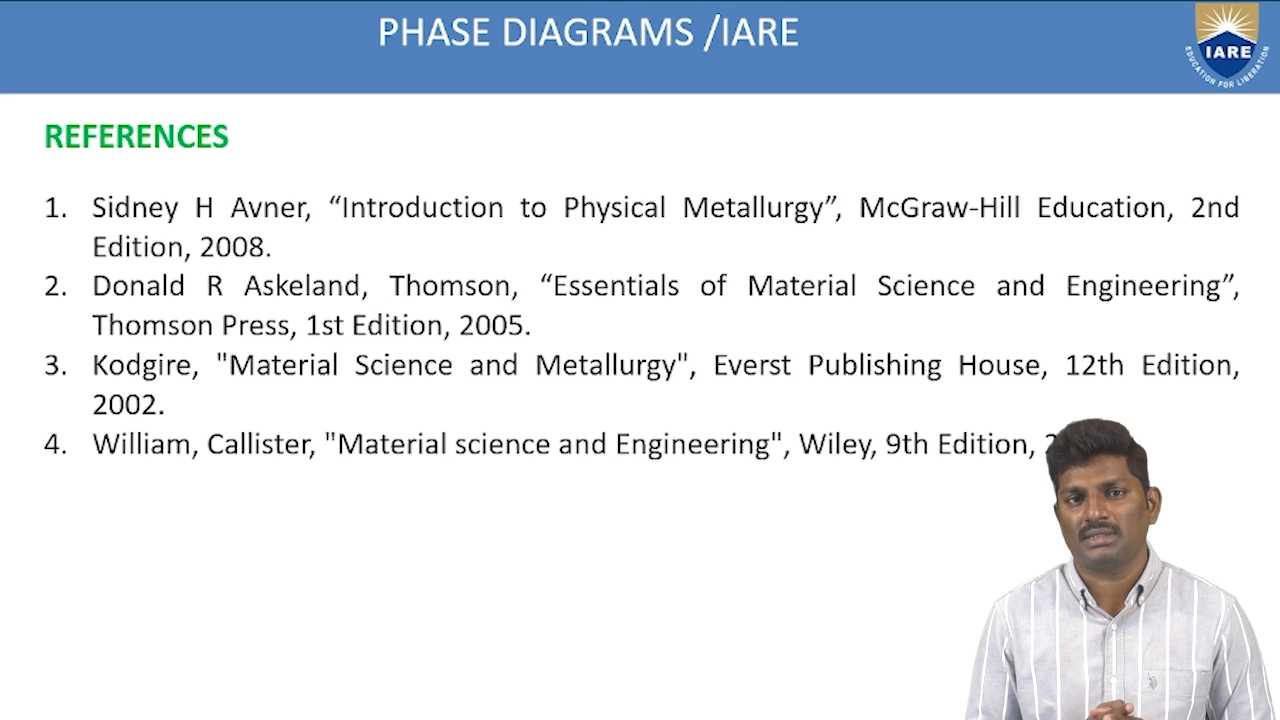 PHASE DIAGRAMS /IARE
IARE
EDUCATION FOR LIBERATION
REFERENCES
1. Sidney H Avner, “Introduction to Physical Metallurgy”, McGraw-Hill Education, 2nd
Edition, 2008.
2. Donald R Askeland, Thomson, “Essentials of Material Science and Engineering”,
Thomson Press, 1st Edition, 2005.
3. Kodgire, "Material Science and Metallurgy", Everst Publishing House, 12th Edition,
2002.
4. William, Callister, "Material science and Engineering", Wiley, 9th Edition,